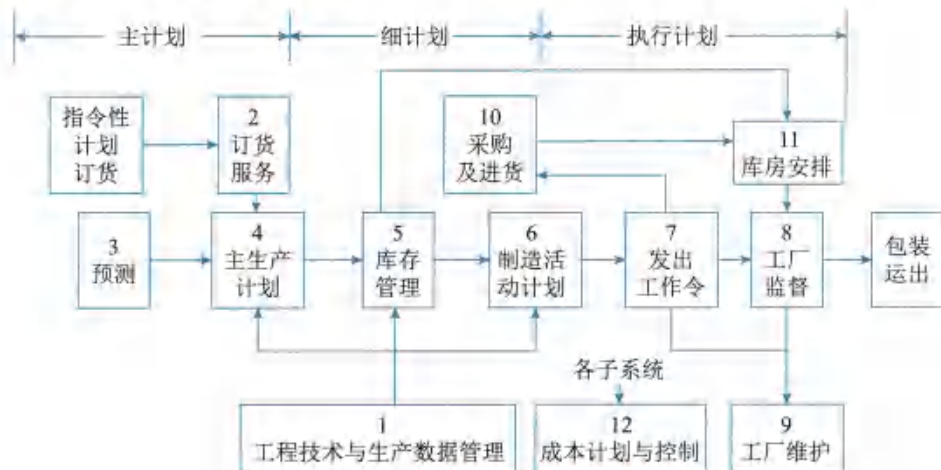 主计划
细计划
执行计划
指令性
计划
订货
2
订货
服务
10
采购
及进货
11
库房安排
3
预测
4
主生产
计划
5
库存
管理
6
制造活
动计划
7
发出
工作令
8
工厂
监督
包装
运出
各子系统
1
工程技术与生产数据管理
12
成本计划与控制
9
工厂维护